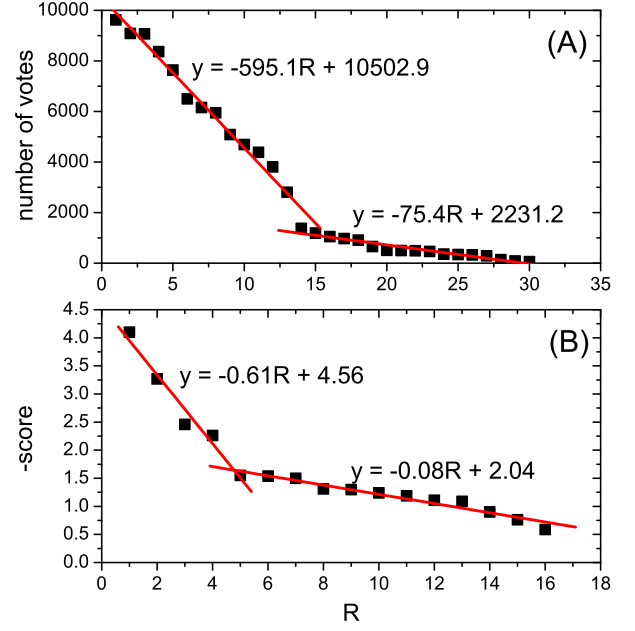 10000
8000
6000
4000
2000
0
number of votes
(A)
y = -595.1R + 10502.9
y = -75.4R + 2231.2
0 5 10 15 20 25 30 35
4.5
4.0
3.5
3.0
2.5
2.0
1.5
1.0
0.5
0.0
-score
(B)
y = -0.61R + 4.56
y = -0.08R + 2.04
0 2 4 6 8 10 12 14 16 18
R